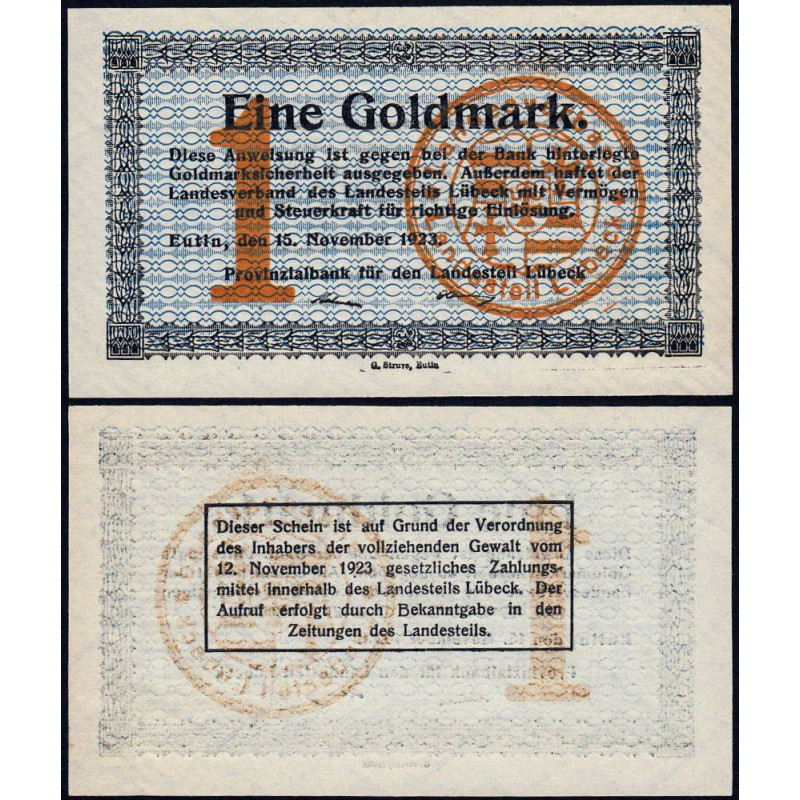 1
Eine Goldmark.
Diese Anweisung ist gegen bei der Bank hinterlegte
Goldmarksicherheit ausgegeben. Außerdem haftet der
Landesverband des Landesteils Lübeck mit Vermögen
und Steuerkraft für richtige Einlösung.
Eutin, den 15. November 1923.
Provinzialbank für den Landesteil Lübeck
Landesteil Lübeck
G. Struve, Eutin
Dieser Schein ist auf Grund der Verordnung
des Inhabers der vollziehenden Gewalt vom
12. November 1923 gesetzliches Zahlungs-
mittel innerhalb des Landesteils Lübeck. Der
Aufruf erfolgt durch Bekanntgabe in den
Zeitungen des Landesteils.